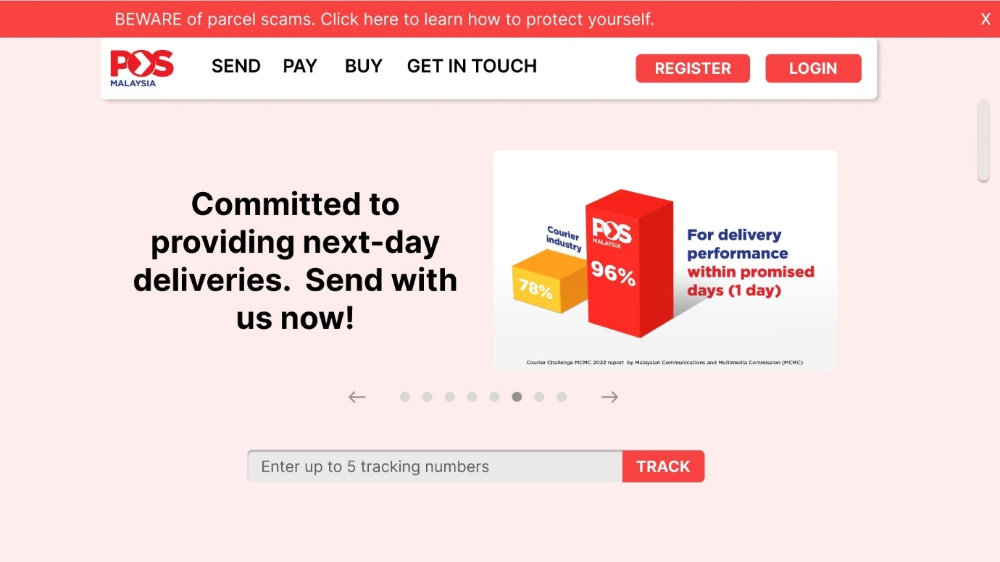 BEWARE of parcel scams. Click here to learn how to protect yourself.
X
POS
MALAYSIA
SEND
PAY
BUY
GET IN TOUCH
REGISTER
LOGIN
Committed to
providing next-day
deliveries. Send with
us now!
Courier
industry
78%
POS
MALAYSIA
96%
For delivery
performance
within promised
days (1 day)
Courier Challenge MCMC 2022 report by Malaysian Communications and Multimedia Commission (MCMC)
Enter up to 5 tracking numbers
TRACK